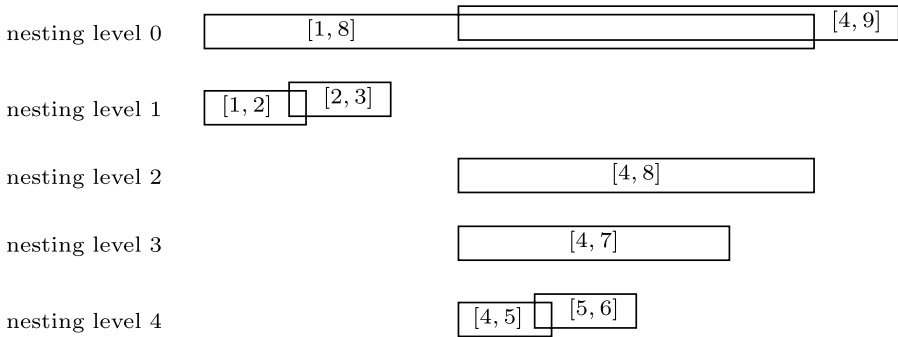 nesting level 0 [1, 8] [4, 9]
nesting level 1 [1, 2] [2, 3]
nesting level 2 [4, 8]
nesting level 3 [4, 7]
nesting level 4 [4, 5] [5, 6]